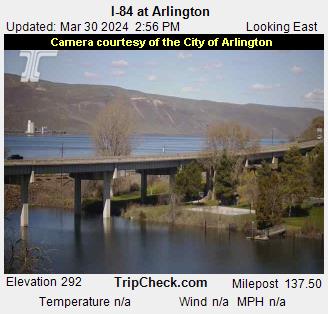 I-84 at Arlington
Updated: Mar 30 2024 2:56 PM Looking East
Camera courtesy of the City of Arlington
Elevation 292 TripCheck.com Milepost 137.50
Temperature n/a Wind n/a MPH n/a